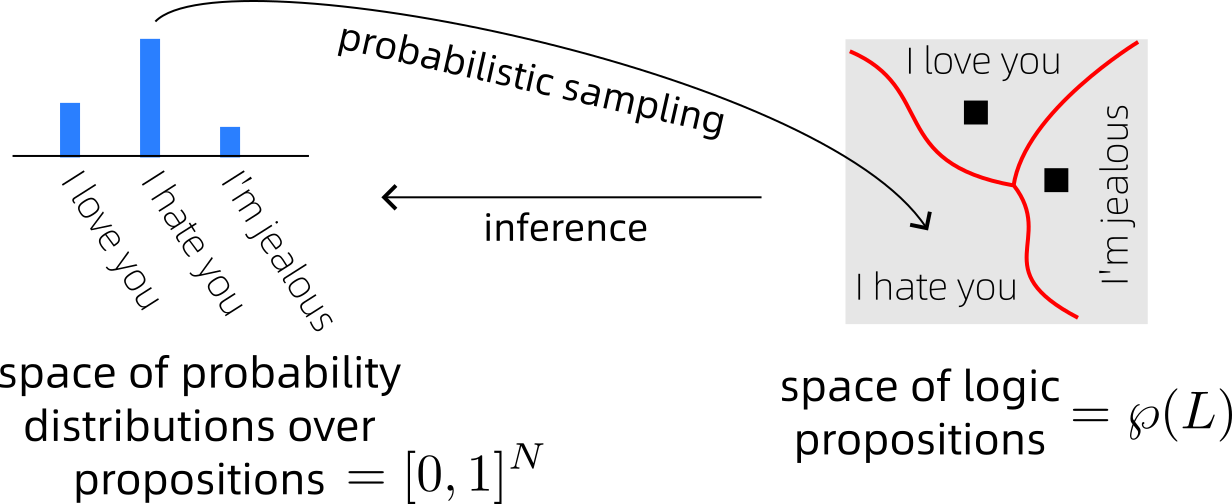 probabilistic sampling
I love you
I hate you
I'm jealous
inference
I love you
I'm jealous
I hate you
space of probability
distributions over
propositions = [0, 1]^N
space of logic
propositions = ℘(L)